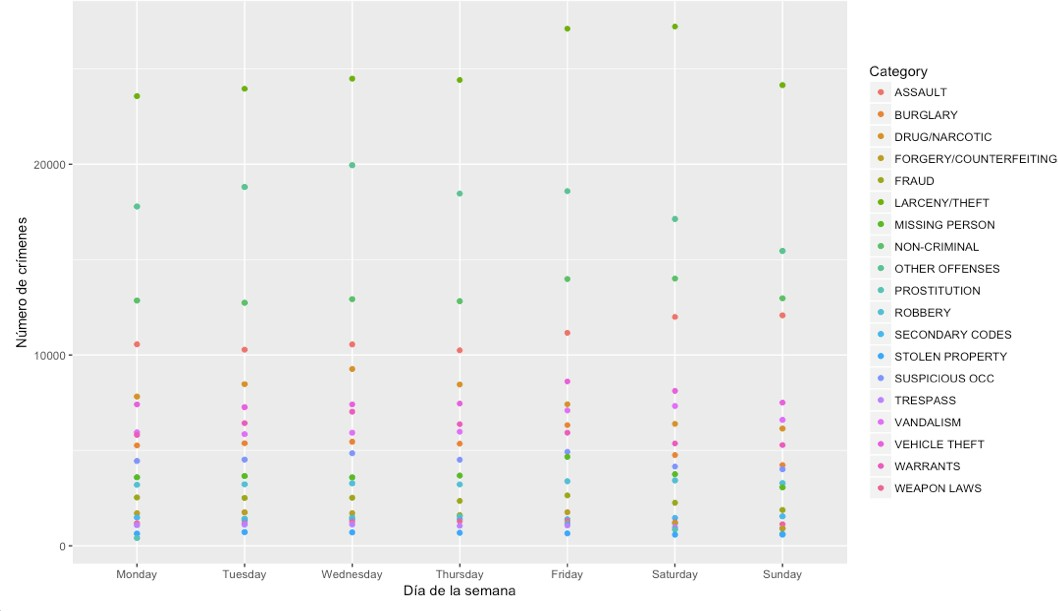 Category
ASSAULT
BURGLARY
DRUG/NARCOTIC
FORGERY/COUNTERFEITING
FRAUD
LARCENY/THEFT
MISSING PERSON
NON-CRIMINAL
OTHER OFFENSES
PROSTITUTION
ROBBERY
SECONDARY CODES
STOLEN PROPERTY
SUSPICIOUS OCC
TRESPASS
VANDALISM
VEHICLE THEFT
WARRANTS
WEAPON LAWS
Número de crímenes
20000
10000
0
Monday Tuesday Wednesday Thursday Friday Saturday Sunday
Día de la semana